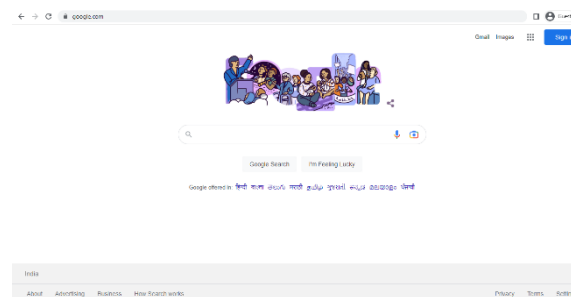 google.com
Gmail Images
Google Search I'm Feeling Lucky
Google offered in: हिन्दी বাংলা తెలుగు मराठी தமிழ் ગુજરાતી ಕನ್ನಡ മലയാളം ਪੰਜਾਬੀ
India
About Advertising Business How Search works
Privacy Terms